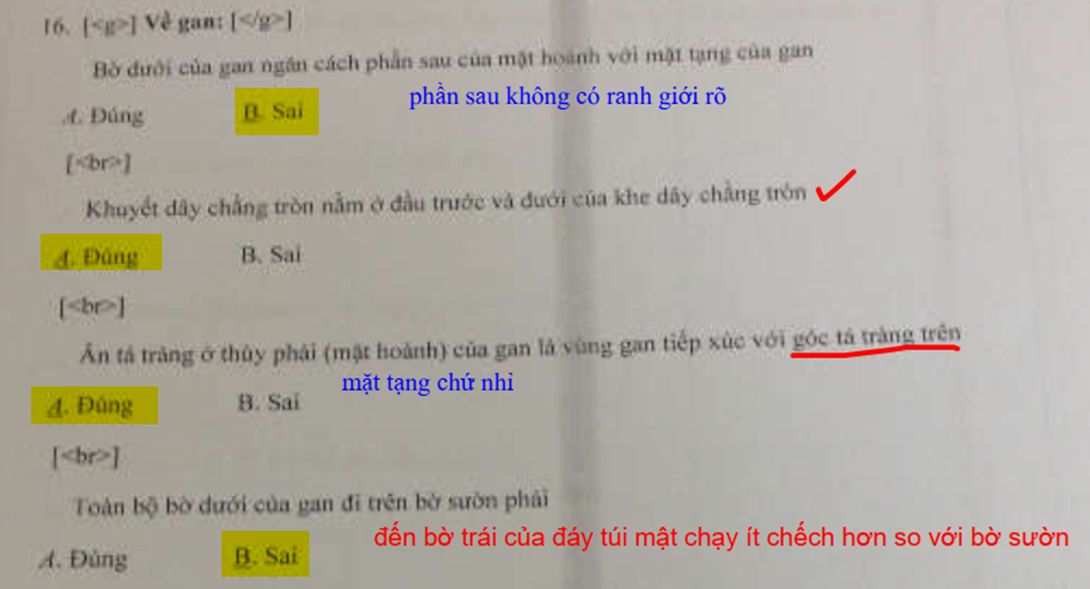 16. [<g>] Về gan: [</g>]
Bờ dưới của gan ngăn cách phần sau của mặt hoành với mặt tạng của gan
phần sau không có ranh giới rõ
A. Đúng B. Sai
[<br>]
Khuyết dây chằng tròn nằm ở đầu trước và dưới của khe dây chằng tròn
A. Đúng B. Sai
[<br>]
Ấn tá tràng ở thùy phải (mặt hoành) của gan là vùng gan tiếp xúc với góc tá tràng trên
mặt tạng chứ nhỉ
A. Đúng B. Sai
[<br>]
Toàn bộ bờ dưới của gan đi trên bờ sườn phải
đến bờ trái của đáy túi mật chạy ít chếch hơn so với bờ sườn
A. Đúng B. Sai